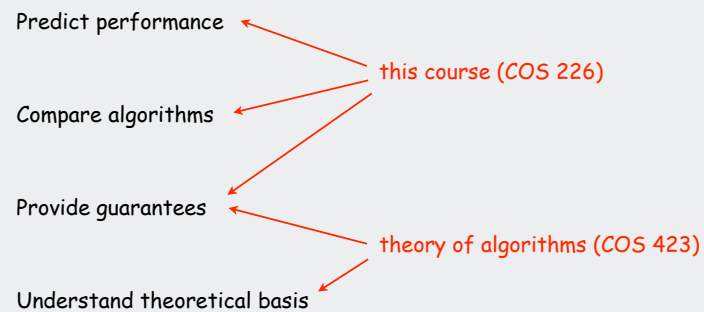 Predict performance
this course (COS 226)
Compare algorithms
Provide guarantees
theory of algorithms (COS 423)
Understand theoretical basis